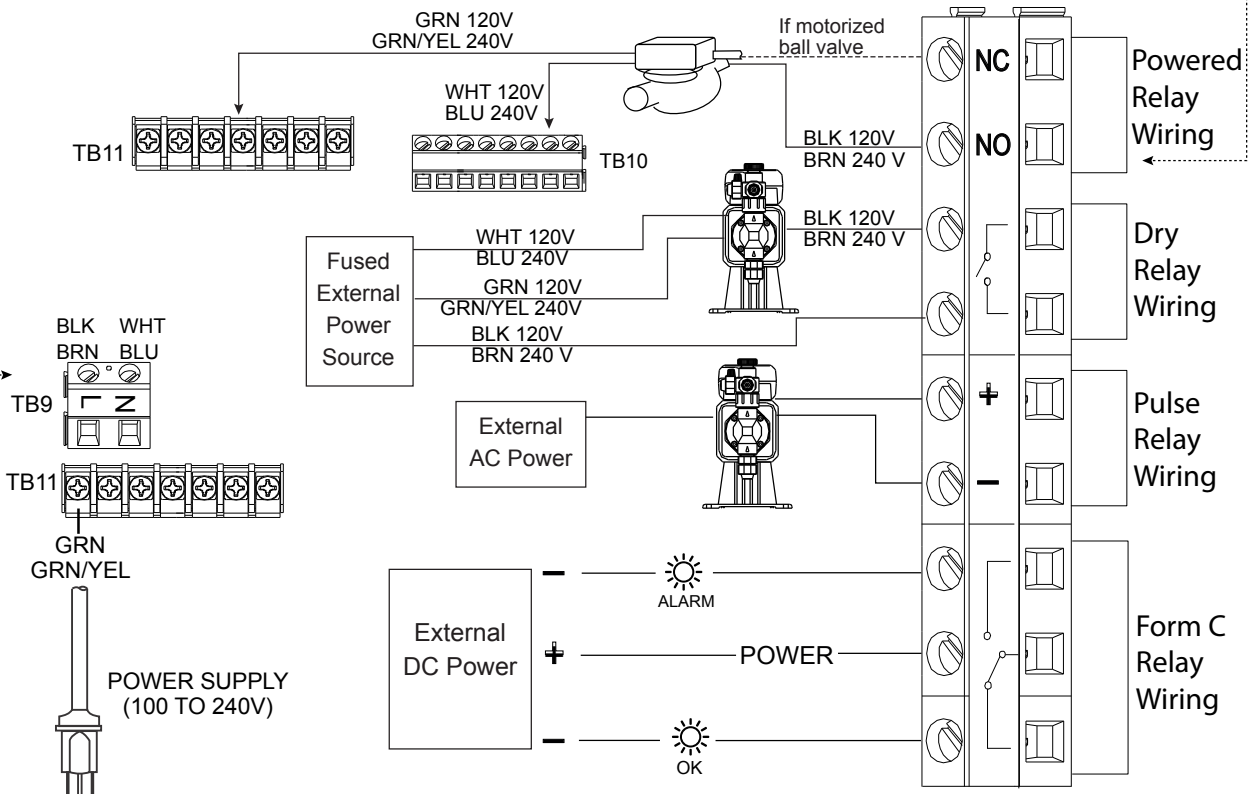 GRN 120V
GRN/YEL 240V
If motorized
ball valve
NC
Powered
Relay
Wiring
WHT 120V
BLU 240V
TB11
TB10
BLK 120V
BRN 240 V
NO
WHT 120V
BLU 240V
BLK 120V
BRN 240 V
Dry
Relay
Wiring
Fused
External
Power
Source
GRN 120V
GRN/YEL 240V
BLK 120V
BRN 240 V
BLK WHT
BRN BLU
TB9
L N
External
AC Power
+
-
Pulse
Relay
Wiring
TB11
GRN
GRN/YEL
POWER SUPPLY
(100 TO 240V)
External
DC Power
-
ALARM
+
POWER
-
OK
Form C
Relay
Wiring